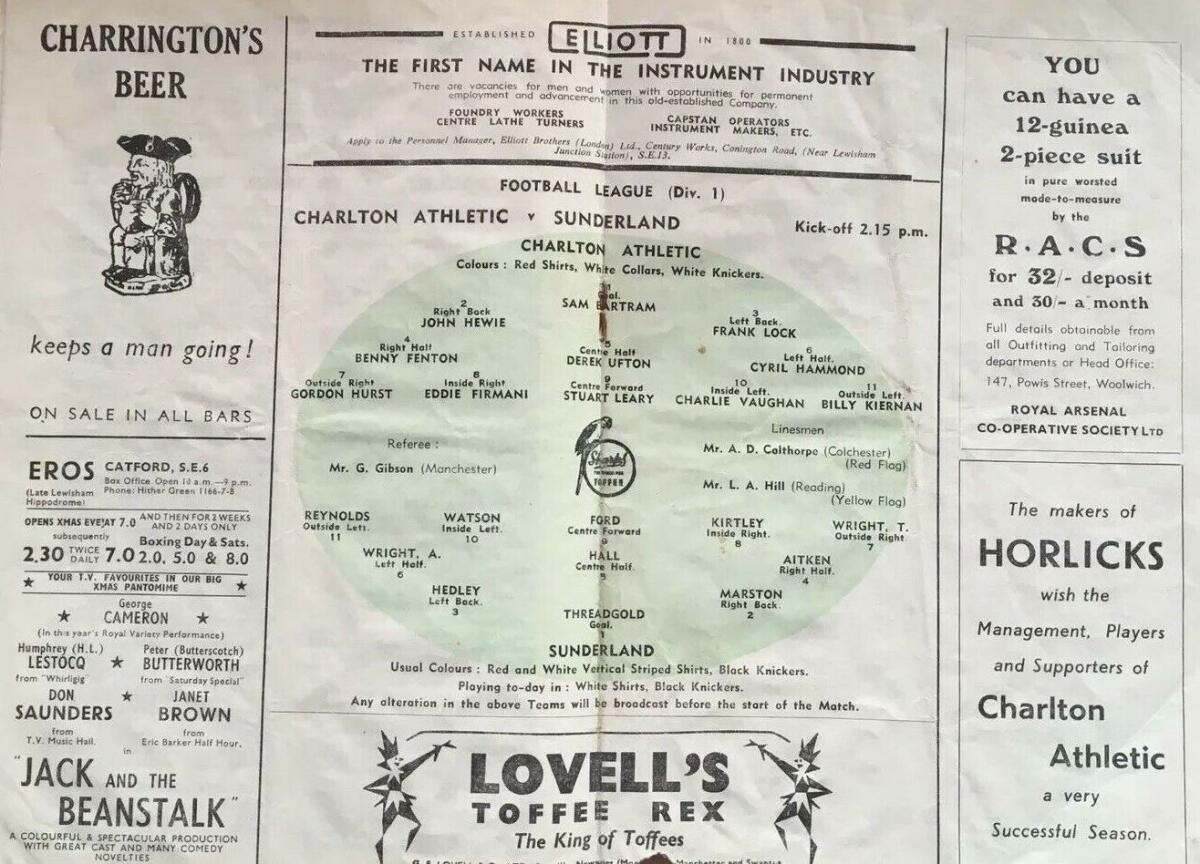 CHARRINGTON'S
BEER
keeps a man going!
ON SALE IN ALL BARS
EROS CATFORD, S.E.6
Box Office Open 10 a.m.—9 p.m.
(Late Lewisham Hippodrome) Phone: Hither Green 1166-7-8
OPENS XMAS EVE AT 7.0 AND THEN FOR 2 WEEKS AND 2 DAYS ONLY
subsequently Boxing Day & Sats.
2.30 TWICE DAILY 7.0 2.0, 5.0 & 8.0
★ YOUR T.V. FAVOURITES IN OUR BIG XMAS PANTOMIME ★
George
★ CAMERON ★
(In this year's Royal Variety Performance)
Humphrey (H.L.) Peter (Butterscotch)
LESTOCQ ★ BUTTERWORTH
from "Whirligig" from "Saturday Special"
DON ★ JANET
SAUNDERS BROWN
from from
T.V. Music Hall. Eric Barker Half Hour.
in
"JACK AND THE
BEANSTALK"
A COLOURFUL & SPECTACULAR PRODUCTION
WITH GREAT CAST AND MANY COMEDY
NOVELTIES
ESTABLISHED ELLIOTT IN 1800
THE FIRST NAME IN THE INSTRUMENT INDUSTRY
There are vacancies for men and women with opportunities for permanent
employment and advancement in this old-established Company.
FOUNDRY WORKERS CAPSTAN OPERATORS
CENTRE LATHE TURNERS INSTRUMENT MAKERS, ETC.
Apply to the Personnel Manager, Elliott Brothers (London) Ltd., Century Works, Conington Road, (Near Lewisham
Junction Station), S.E.13.
FOOTBALL LEAGUE (Div. 1)
CHARLTON ATHLETIC v SUNDERLAND Kick-off 2.15 p.m.
CHARLTON ATHLETIC
Colours : Red Shirts, White Collars, White Knickers.
1
Goal.
SAM BARTRAM
2 3
Right Back Left Back.
JOHN HEWIE FRANK LOCK
4 5 6
Right Half Centre Half Left Half.
BENNY FENTON DEREK UFTON CYRIL HAMMOND
7 8 9 10 11
Outside Right Inside Right Centre Forward Inside Left. Outside Left.
GORDON HURST EDDIE FIRMANI STUART LEARY CHARLIE VAUGHAN BILLY KIERNAN
Referee : Linesmen
Mr. G. Gibson (Manchester) Mr. A. D. Calthorpe (Colchester)
(Red Flag)
Sharp's
TOFFEE
Mr. L. A. Hill (Reading)
(Yellow Flag)
REYNOLDS WATSON FORD KIRTLEY WRIGHT, T.
Outside Left. Inside Left. Centre Forward Inside Right. Outside Right
11 10 9 8 7
WRIGHT, A. HALL AITKEN
Left Half. Centre Half. Right Half.
6 5 4
HEDLEY MARSTON
Left Back. Right Back.
3 2
THREADGOLD
Goal.
1
SUNDERLAND
Usual Colours : Red and White Vertical Striped Shirts, Black Knickers.
Playing to-day in : White Shirts, Black Knickers.
Any alteration in the above Teams will be broadcast before the start of the Match.
LOVELL'S
TOFFEE REX
The King of Toffees
YOU
can have a
12-guinea
2-piece suit
in pure worsted
made-to-measure
by the
R·A·C·S
for 32/- deposit
and 30/- a month
Full details obtainable from
all Outfitting and Tailoring
departments or Head Office:
147, Powis Street, Woolwich.
ROYAL ARSENAL
CO-OPERATIVE SOCIETY LTD
The makers of
HORLICKS
wish the
Management, Players
and Supporters of
Charlton
Athletic
a very
Successful Season.